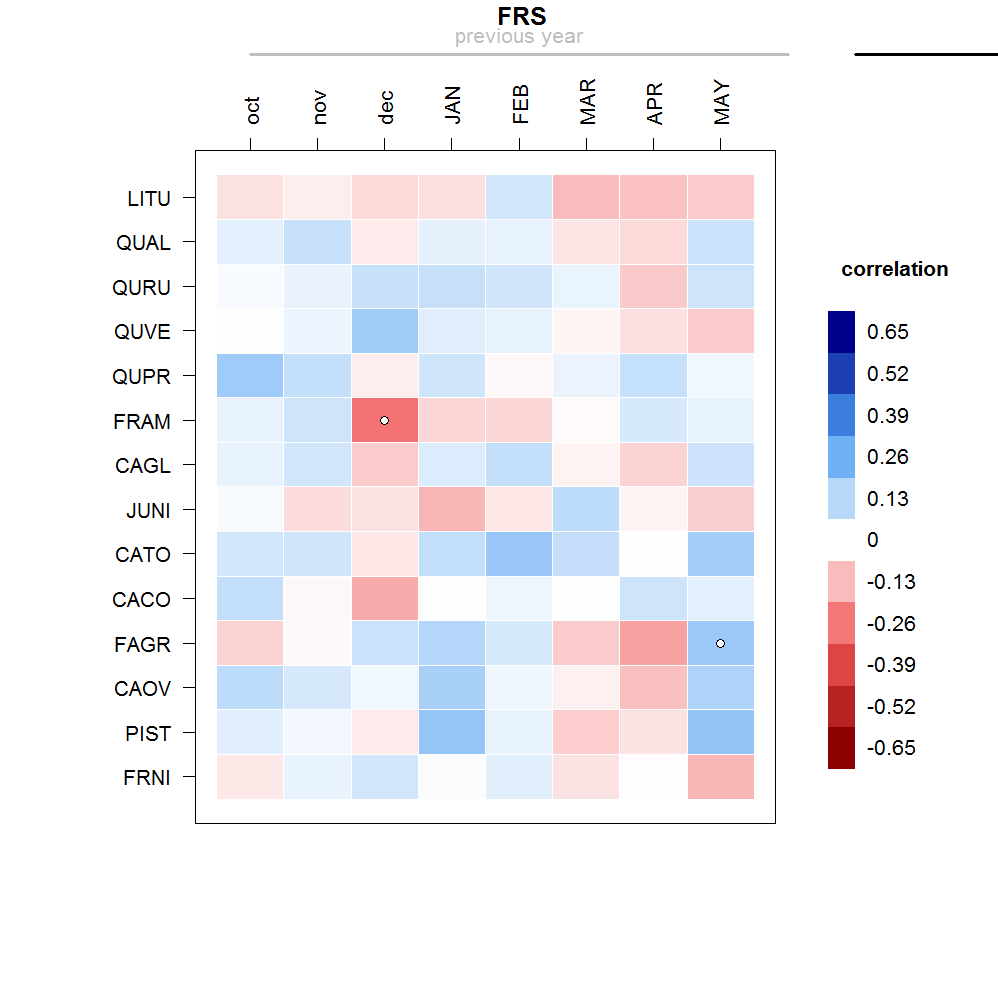 FRS
previous year
oct nov dec JAN FEB MAR APR MAY
LITU
QUAL
QURU
QUVE
QUPR
FRAM
CAGL
JUNI
CATO
CACO
FAGR
CAOV
PIST
FRNI
correlation
0.65
0.52
0.39
0.26
0.13
0
-0.13
-0.26
-0.39
-0.52
-0.65